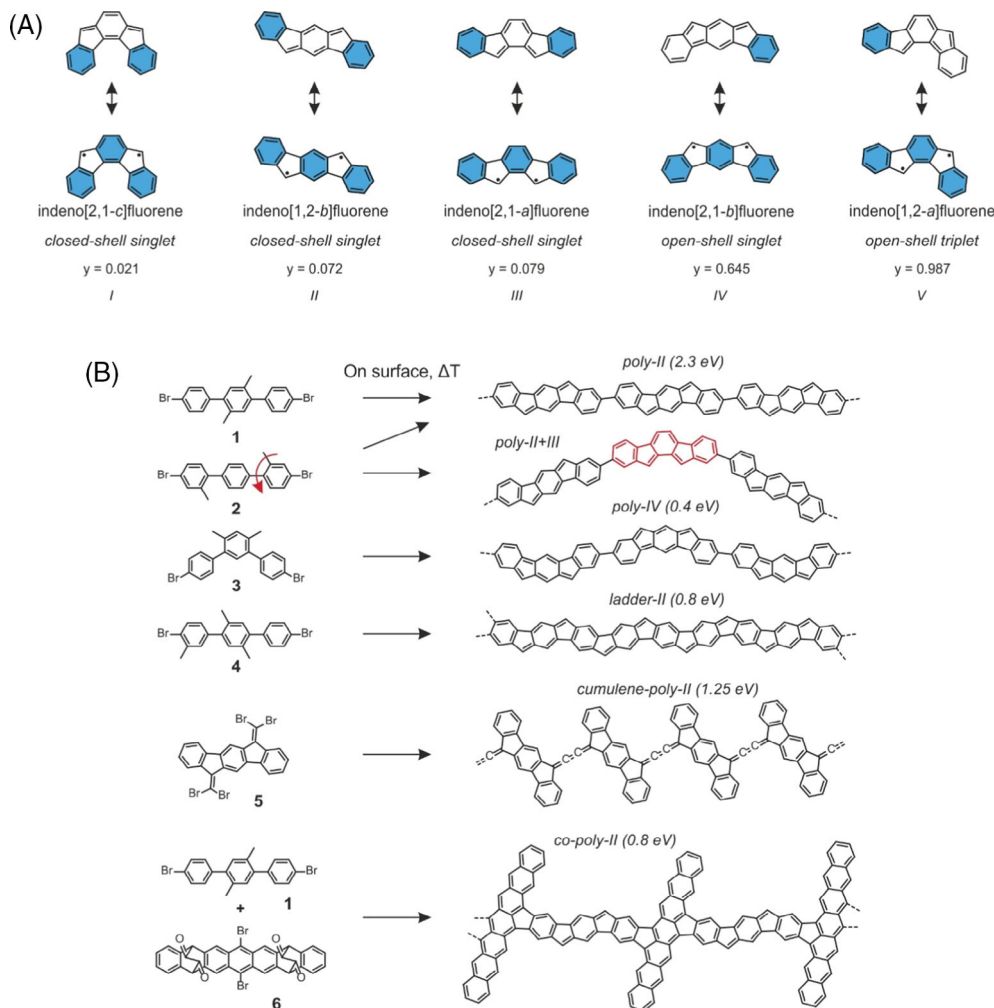 (A)
indeno[2,1-c]fluorene
closed-shell singlet
y = 0.021
I
indeno[1,2-b]fluorene
closed-shell singlet
y = 0.072
II
indeno[2,1-a]fluorene
closed-shell singlet
y = 0.079
III
indeno[2,1-b]fluorene
open-shell singlet
y = 0.645
IV
indeno[1,2-a]fluorene
open-shell triplet
y = 0.987
V
(B)
On surface, ΔT
Br
Br
1
poly-II (2.3 eV)
Br
Br
2
poly-II+III
Br
Br
3
poly-IV (0.4 eV)
Br
Br
4
ladder-II (0.8 eV)
Br
Br
Br
Br
5
cumulene-poly-II (1.25 eV)
C
C
C
C
C
C
C
C
Br
Br
1
+
O
Br
O
O
Br
O
6
co-poly-II (0.8 eV)